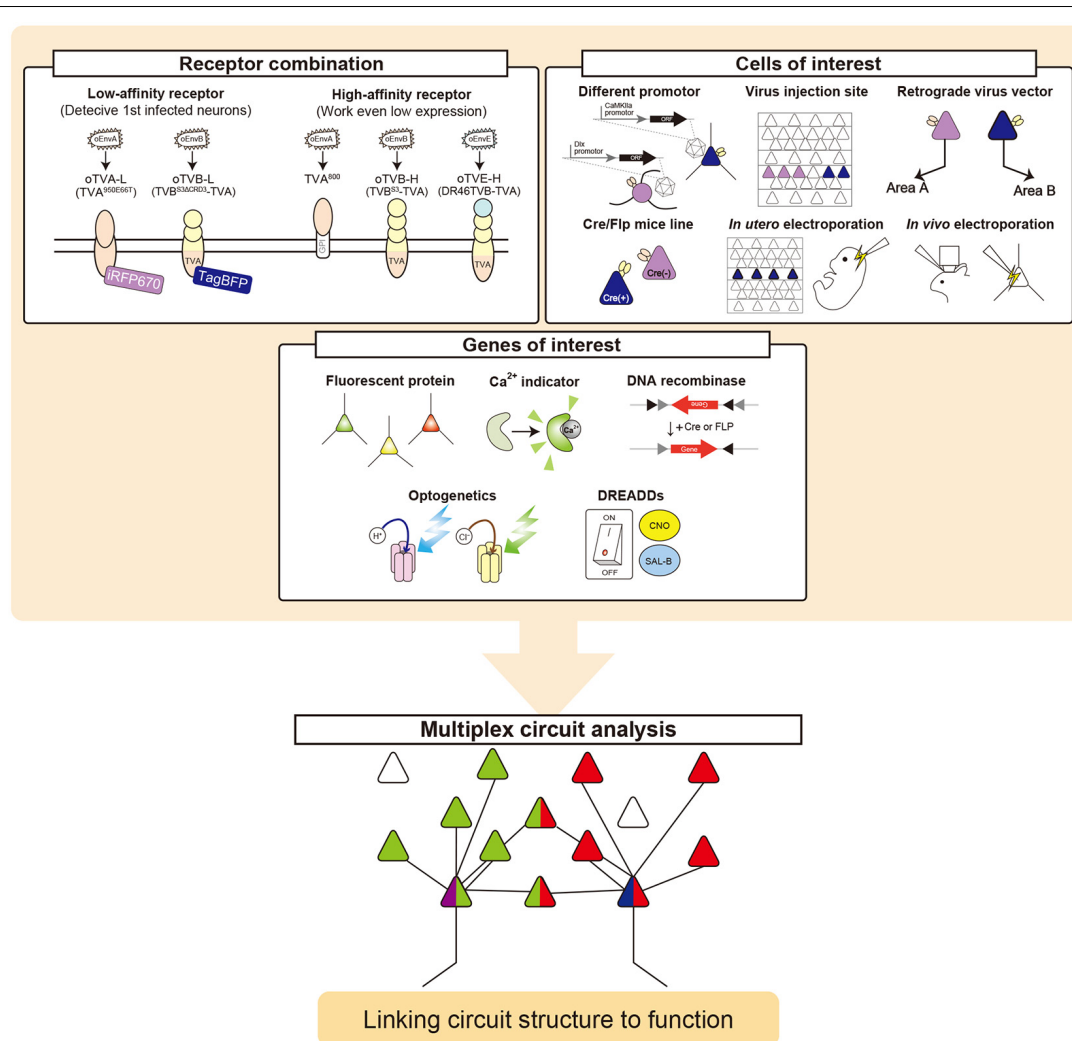 Receptor combination
Low-affinity receptor
(Detecive 1st infected neurons)
High-affinity receptor
(Work even low expression)
oEnvA
oEnvB
oEnvA
oEnvB
oEnvE
oTVA-L
(TVA950E66T)
oTVB-L
(TVBS3ΔCRD3-TVA)
TVA800
oTVB-H
(TVBS3-TVA)
oTVE-H
(DR46TVB-TVA)
GPI
TVA
TVA
TVA
iRFP670
TagBFP
Cells of interest
Different promotor
CaMKIIa
promotor
ORF
Dlx
promotor
ORF
Virus injection site
Retrograde virus vector
Area A
Area B
Cre/Flp mice line
Cre(+)
Cre(-)
In utero electroporation
In vivo electroporation
Genes of interest
Fluorescent protein
Ca2+ indicator
Ca2+
DNA recombinase
Gene
+ Cre or FLP
Gene
Optogenetics
H+
Cl-
DREADDs
ON
OFF
CNO
SAL-B
Multiplex circuit analysis
Linking circuit structure to function